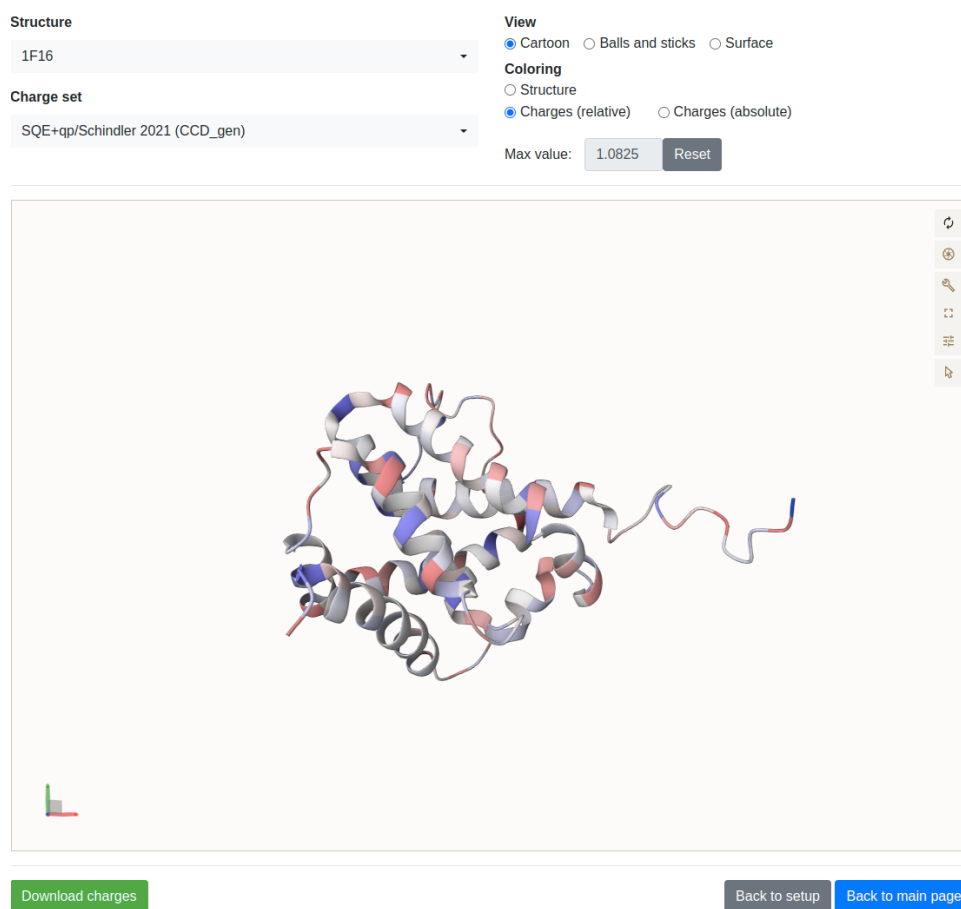 Structure
1F16
Charge set
SQE+qp/Schindler 2021 (CCD_gen)
View
Cartoon Balls and sticks Surface
Coloring
Structure
Charges (relative) Charges (absolute)
Max value: 1.0825 Reset
Download charges
Back to setup Back to main page